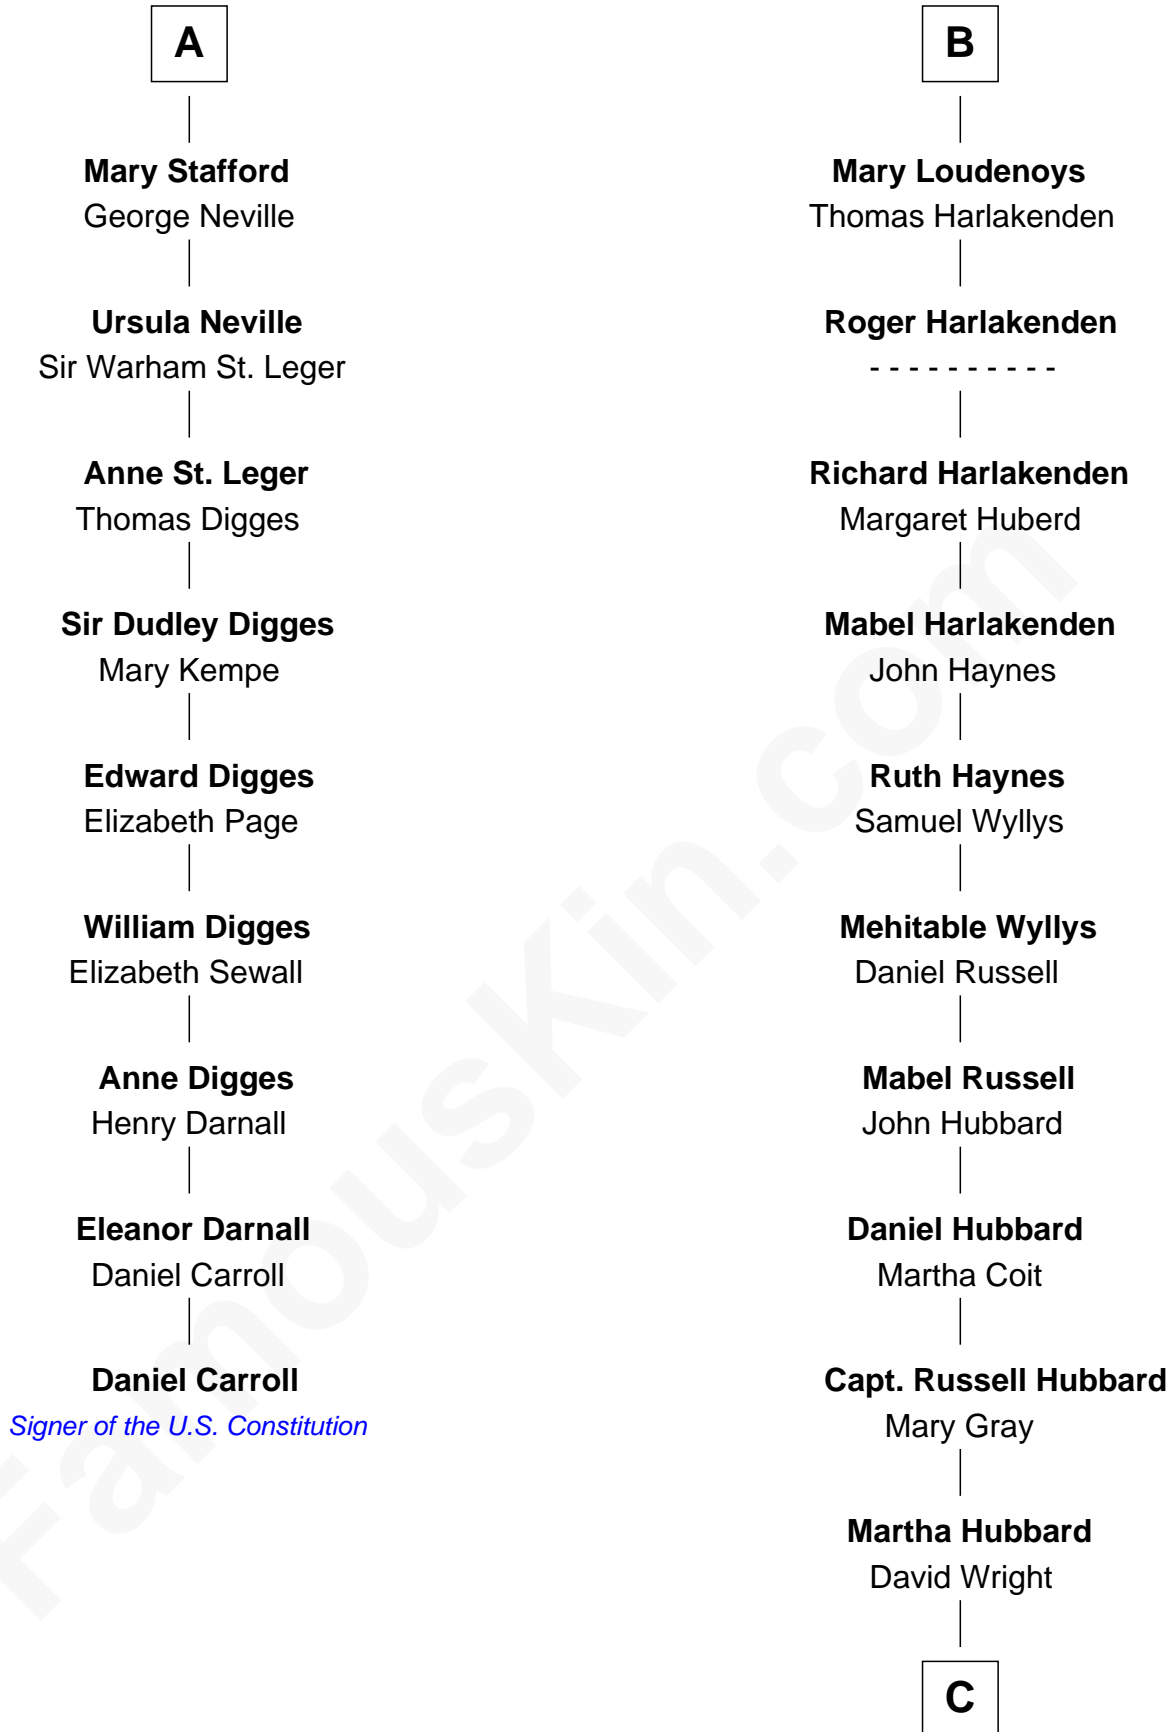 A
Mary Stafford
George Neville
Ursula Neville
Sir Warham St. Leger
Anne St. Leger
Thomas Digges
Sir Dudley Digges
Mary Kempe
Edward Digges
Elizabeth Page
William Digges
Elizabeth Sewall
Anne Digges
Henry Darnall
Eleanor Darnall
Daniel Carroll
Daniel Carroll
Signer of the U.S. Constitution
B
Mary Loudenoys
Thomas Harlakenden
Roger Harlakenden
- - - - - - - - - -
Richard Harlakenden
Margaret Huberd
Mabel Harlakenden
John Haynes
Ruth Haynes
Samuel Wyllys
Mehitable Wyllys
Daniel Russell
Mabel Russell
John Hubbard
Daniel Hubbard
Martha Coit
Capt. Russell Hubbard
Mary Gray
Martha Hubbard
David Wright
C
FamousKin.com